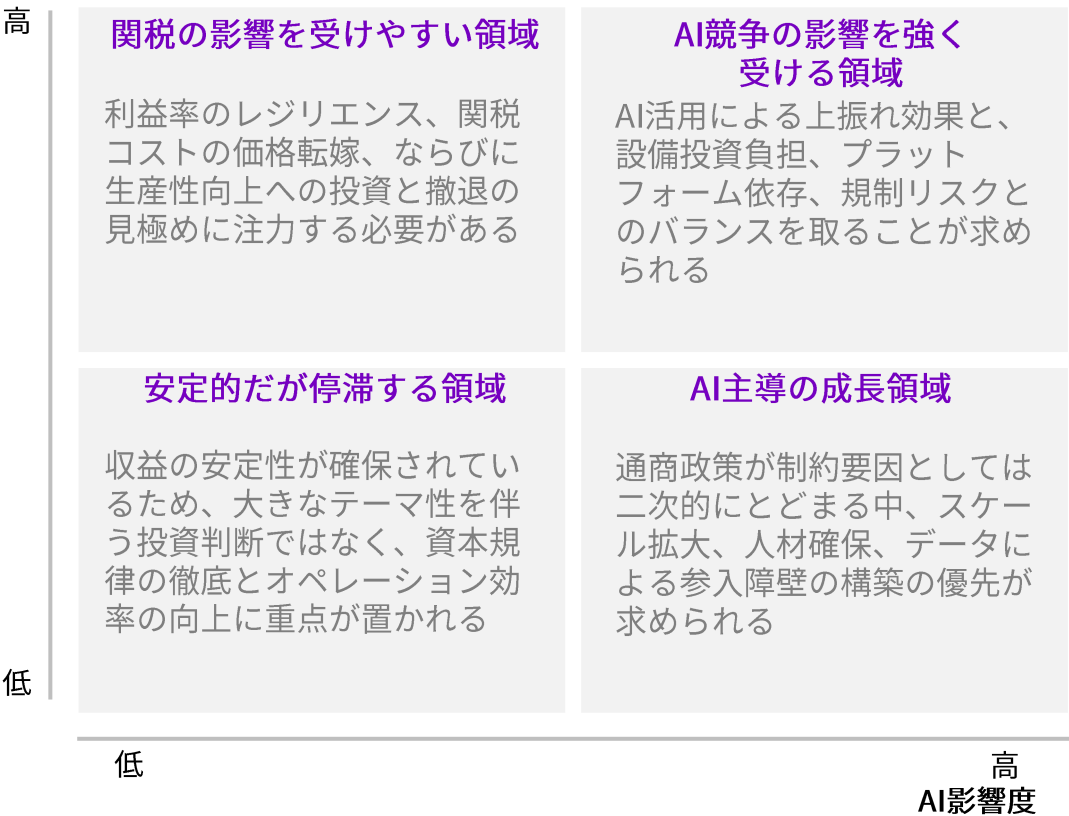 高
関税の影響を受けやすい領域
利益率のレジリエンス、関税
コストの価格転嫁、ならびに
生産性向上への投資と撤退の
見極めに注力する必要がある
AI競争の影響を強く
受ける領域
AI活用による上振れ効果と、
設備投資負担、プラット
フォーム依存、規制リスクと
のバランスを取ることが求め
られる
安定的だが停滞する領域
収益の安定性が確保されてい
るため、大きなテーマ性を伴
う投資判断ではなく、資本規
律の徹底とオペレーション効
率の向上に重点が置かれる
AI主導の成長領域
通商政策が制約要因としては
二次的にとどまる中、スケー
ル拡大、人材確保、データに
よる参入障壁の構築の優先が
求められる
低
低
高
AI影響度